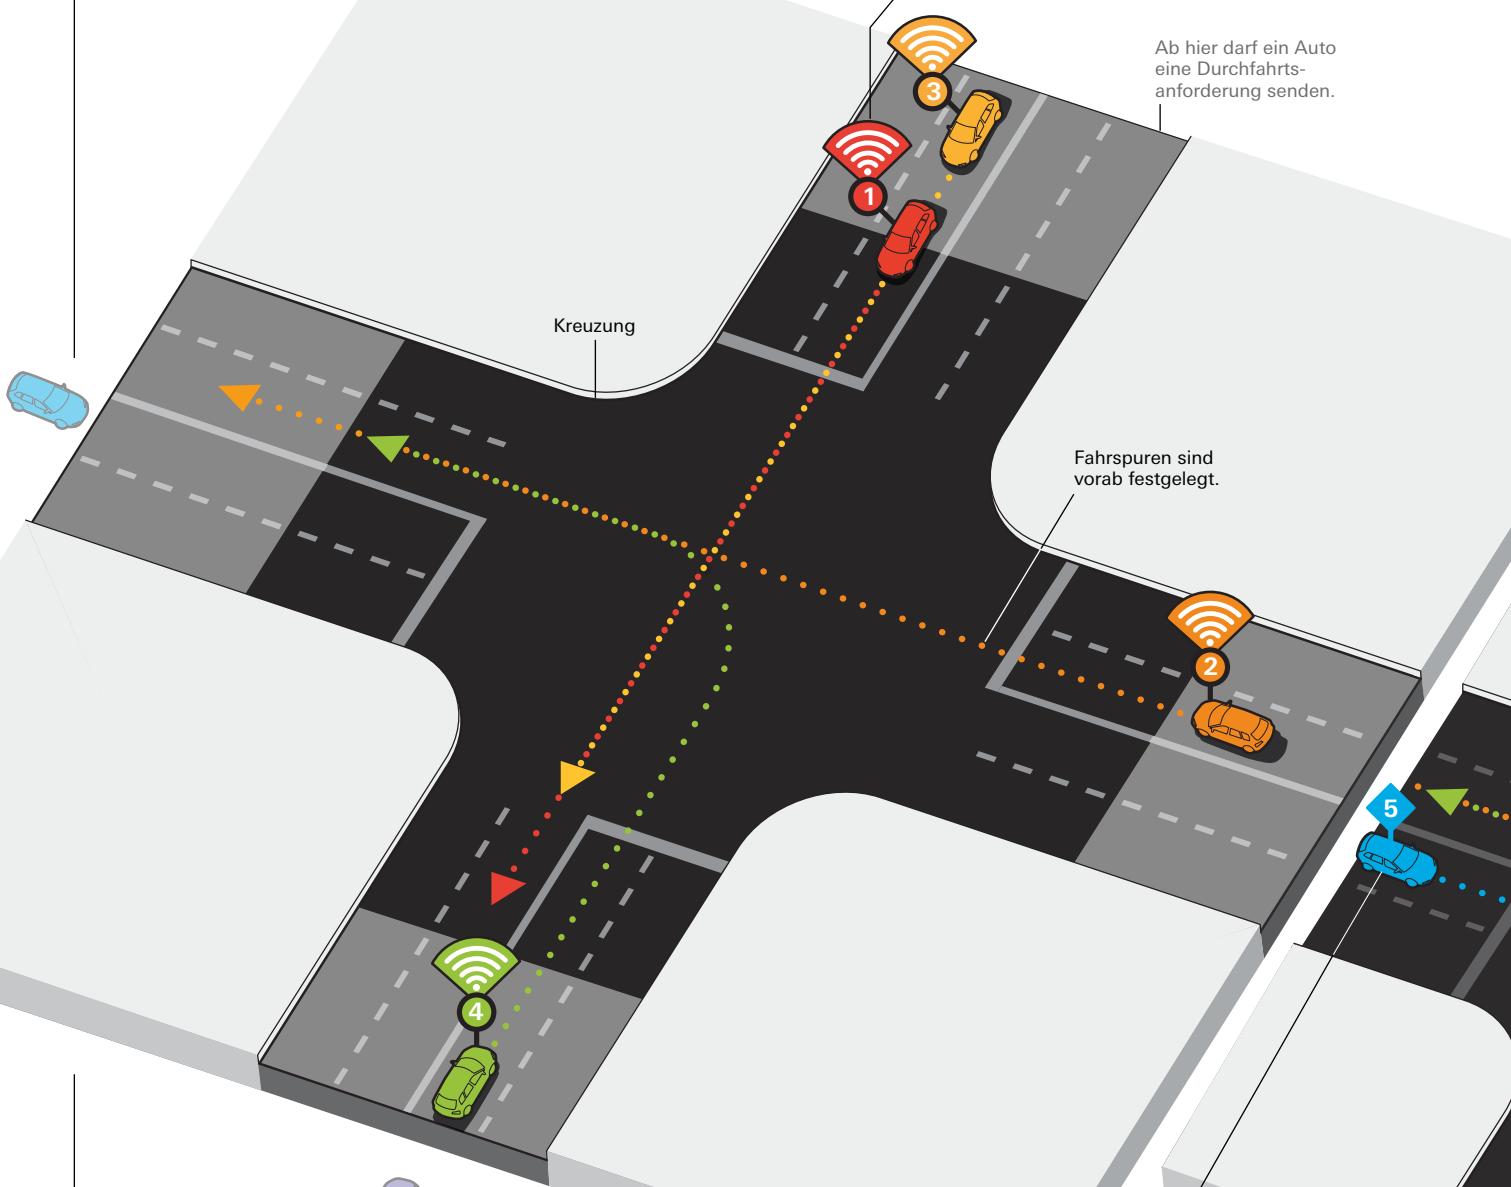 Ab hier darf ein Auto
eine Durchfahrts-
anforderung senden.
3
1
Kreuzung
Fahrspuren sind
vorab festgelegt.
2
5
4